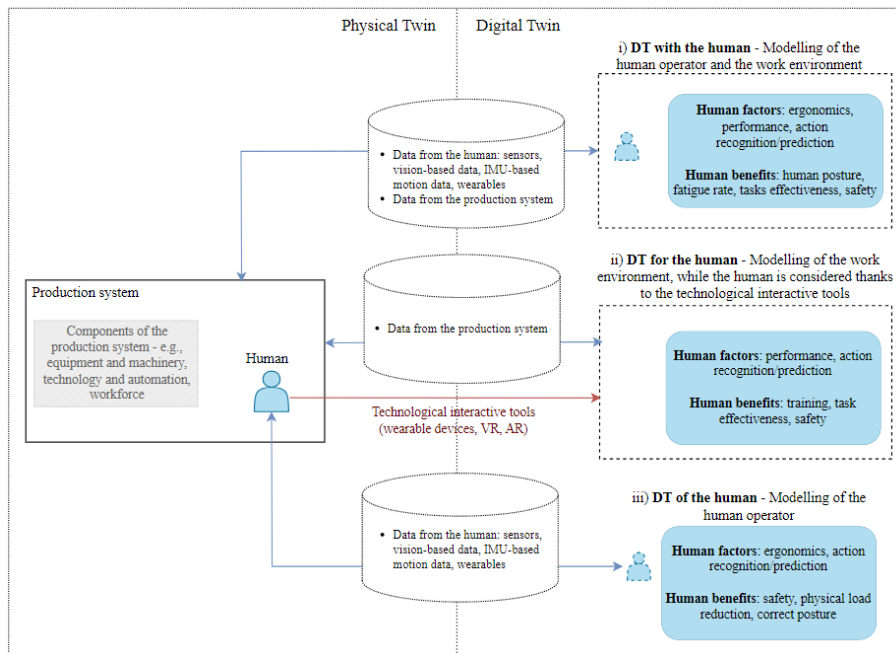 Physical Twin
Digital Twin
i) DT with the human - Modelling of the
human operator and the work environment
Human factors: ergonomics,
performance, action
recognition/prediction
Human benefits: human posture,
fatigue rate, tasks effectiveness, safety
• Data from the human: sensors,
vision-based data, IMU-based
motion data, wearables
• Data from the production system
ii) DT for the human - Modelling of the work
environment, while the human is considered thanks
to the technological interactive tools
Production system
Components of the
production system - e.g.,
equipment and machinery,
technology and automation,
workforce
Human
• Data from the production system
Human factors: performance, action
recognition/prediction
Human benefits: training, task
effectiveness, safety
Technological interactive tools
(wearable devices, VR, AR)
iii) DT of the human - Modelling of the
human operator
• Data from the human: sensors,
vision-based data, IMU-based
motion data, wearables
Human factors: ergonomics, action
recognition/prediction
Human benefits: safety, physical load
reduction, correct posture